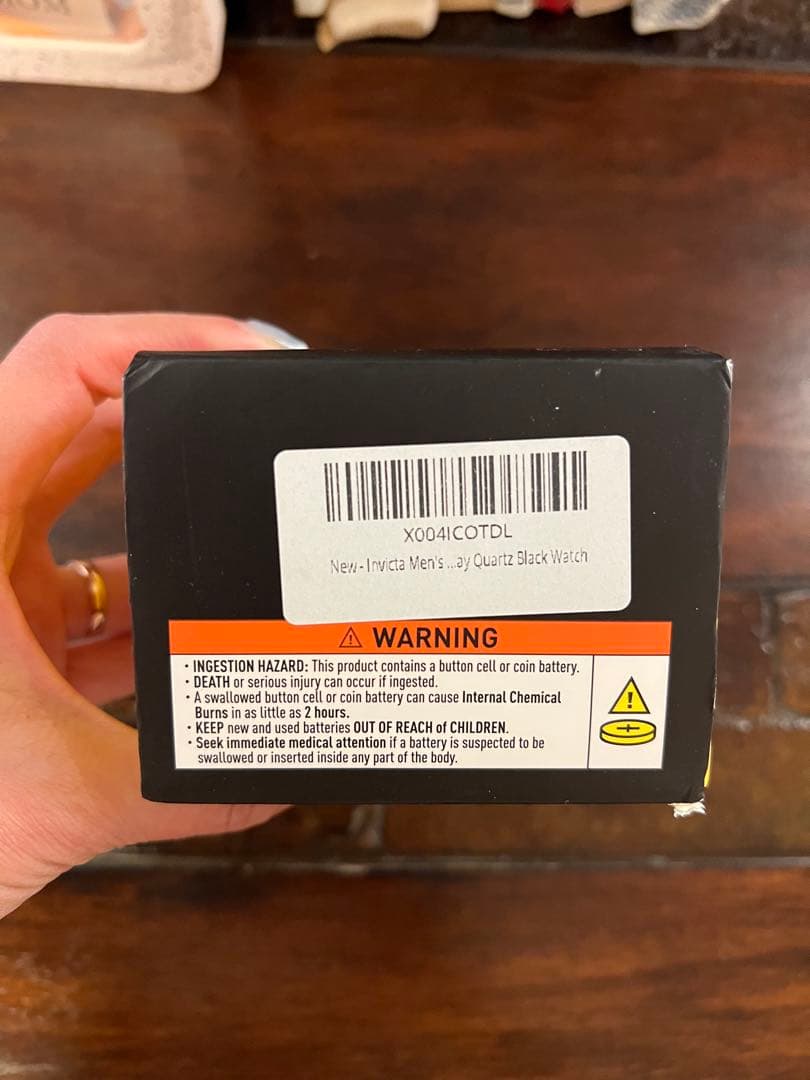 X004ICOTDL
New - Invicta Men's ...ay Quartz Black Watch
WARNING
• INGESTION HAZARD: This product contains a button cell or coin battery.
• DEATH or serious injury can occur if ingested.
• A swallowed button cell or coin battery can cause Internal Chemical
Burns in as little as 2 hours.
• KEEP new and used batteries OUT OF REACH of CHILDREN.
• Seek immediate medical attention if a battery is suspected to be
swallowed or inserted inside any part of the body.